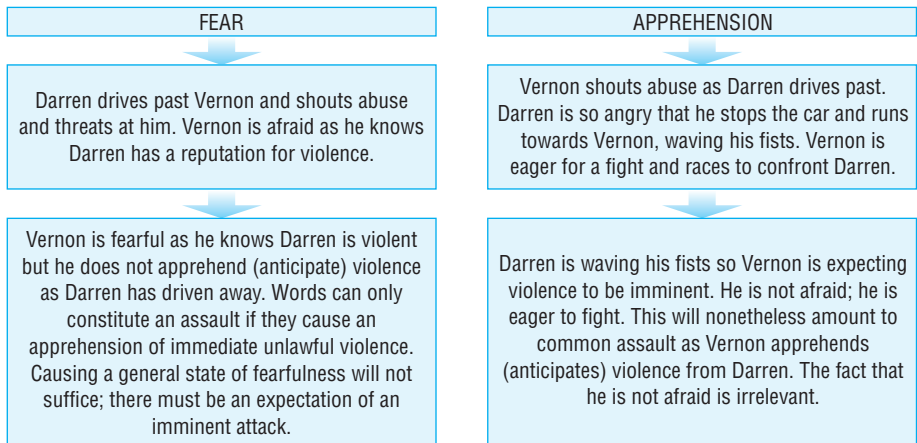 FEAR
Darren drives past Vernon and shouts abuse
and threats at him. Vernon is afraid as he knows
Darren has a reputation for violence.
Vernon is fearful as he knows Darren is violent
but he does not apprehend (anticipate) violence
as Darren has driven away. Words can only
constitute an assault if they cause an
apprehension of immediate unlawful violence.
Causing a general state of fearfulness will not
suffice; there must be an expectation of an
imminent attack.
APPREHENSION
Vernon shouts abuse as Darren drives past.
Darren is so angry that he stops the car and runs
towards Vernon, waving his fists. Vernon is
eager for a fight and races to confront Darren.
Darren is waving his fists so Vernon is expecting
violence to be imminent. He is not afraid; he is
eager to fight. This will nonetheless amount to
common assault as Vernon apprehends
(anticipates) violence from Darren. The fact that
he is not afraid is irrelevant.